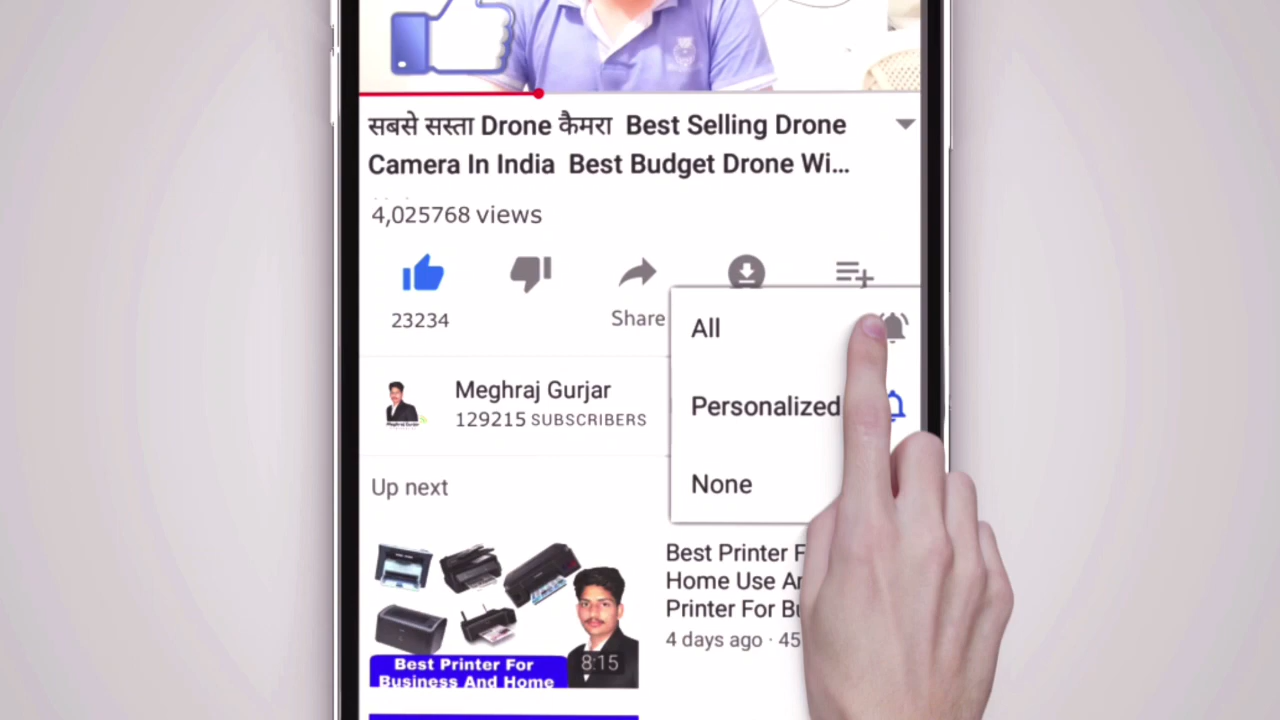 सबसे सस्ता Drone कैमरा Best Selling Drone
Camera In India Best Budget Drone Wi...
4,025768 views
23234
Share
All
Personalized
None
Meghraj Gurjar
129215 SUBSCRIBERS
Up next
Best Printer For
Business And Home
8:15
Best Printer F
Home Use Ar
Printer For Bu
4 days ago · 45